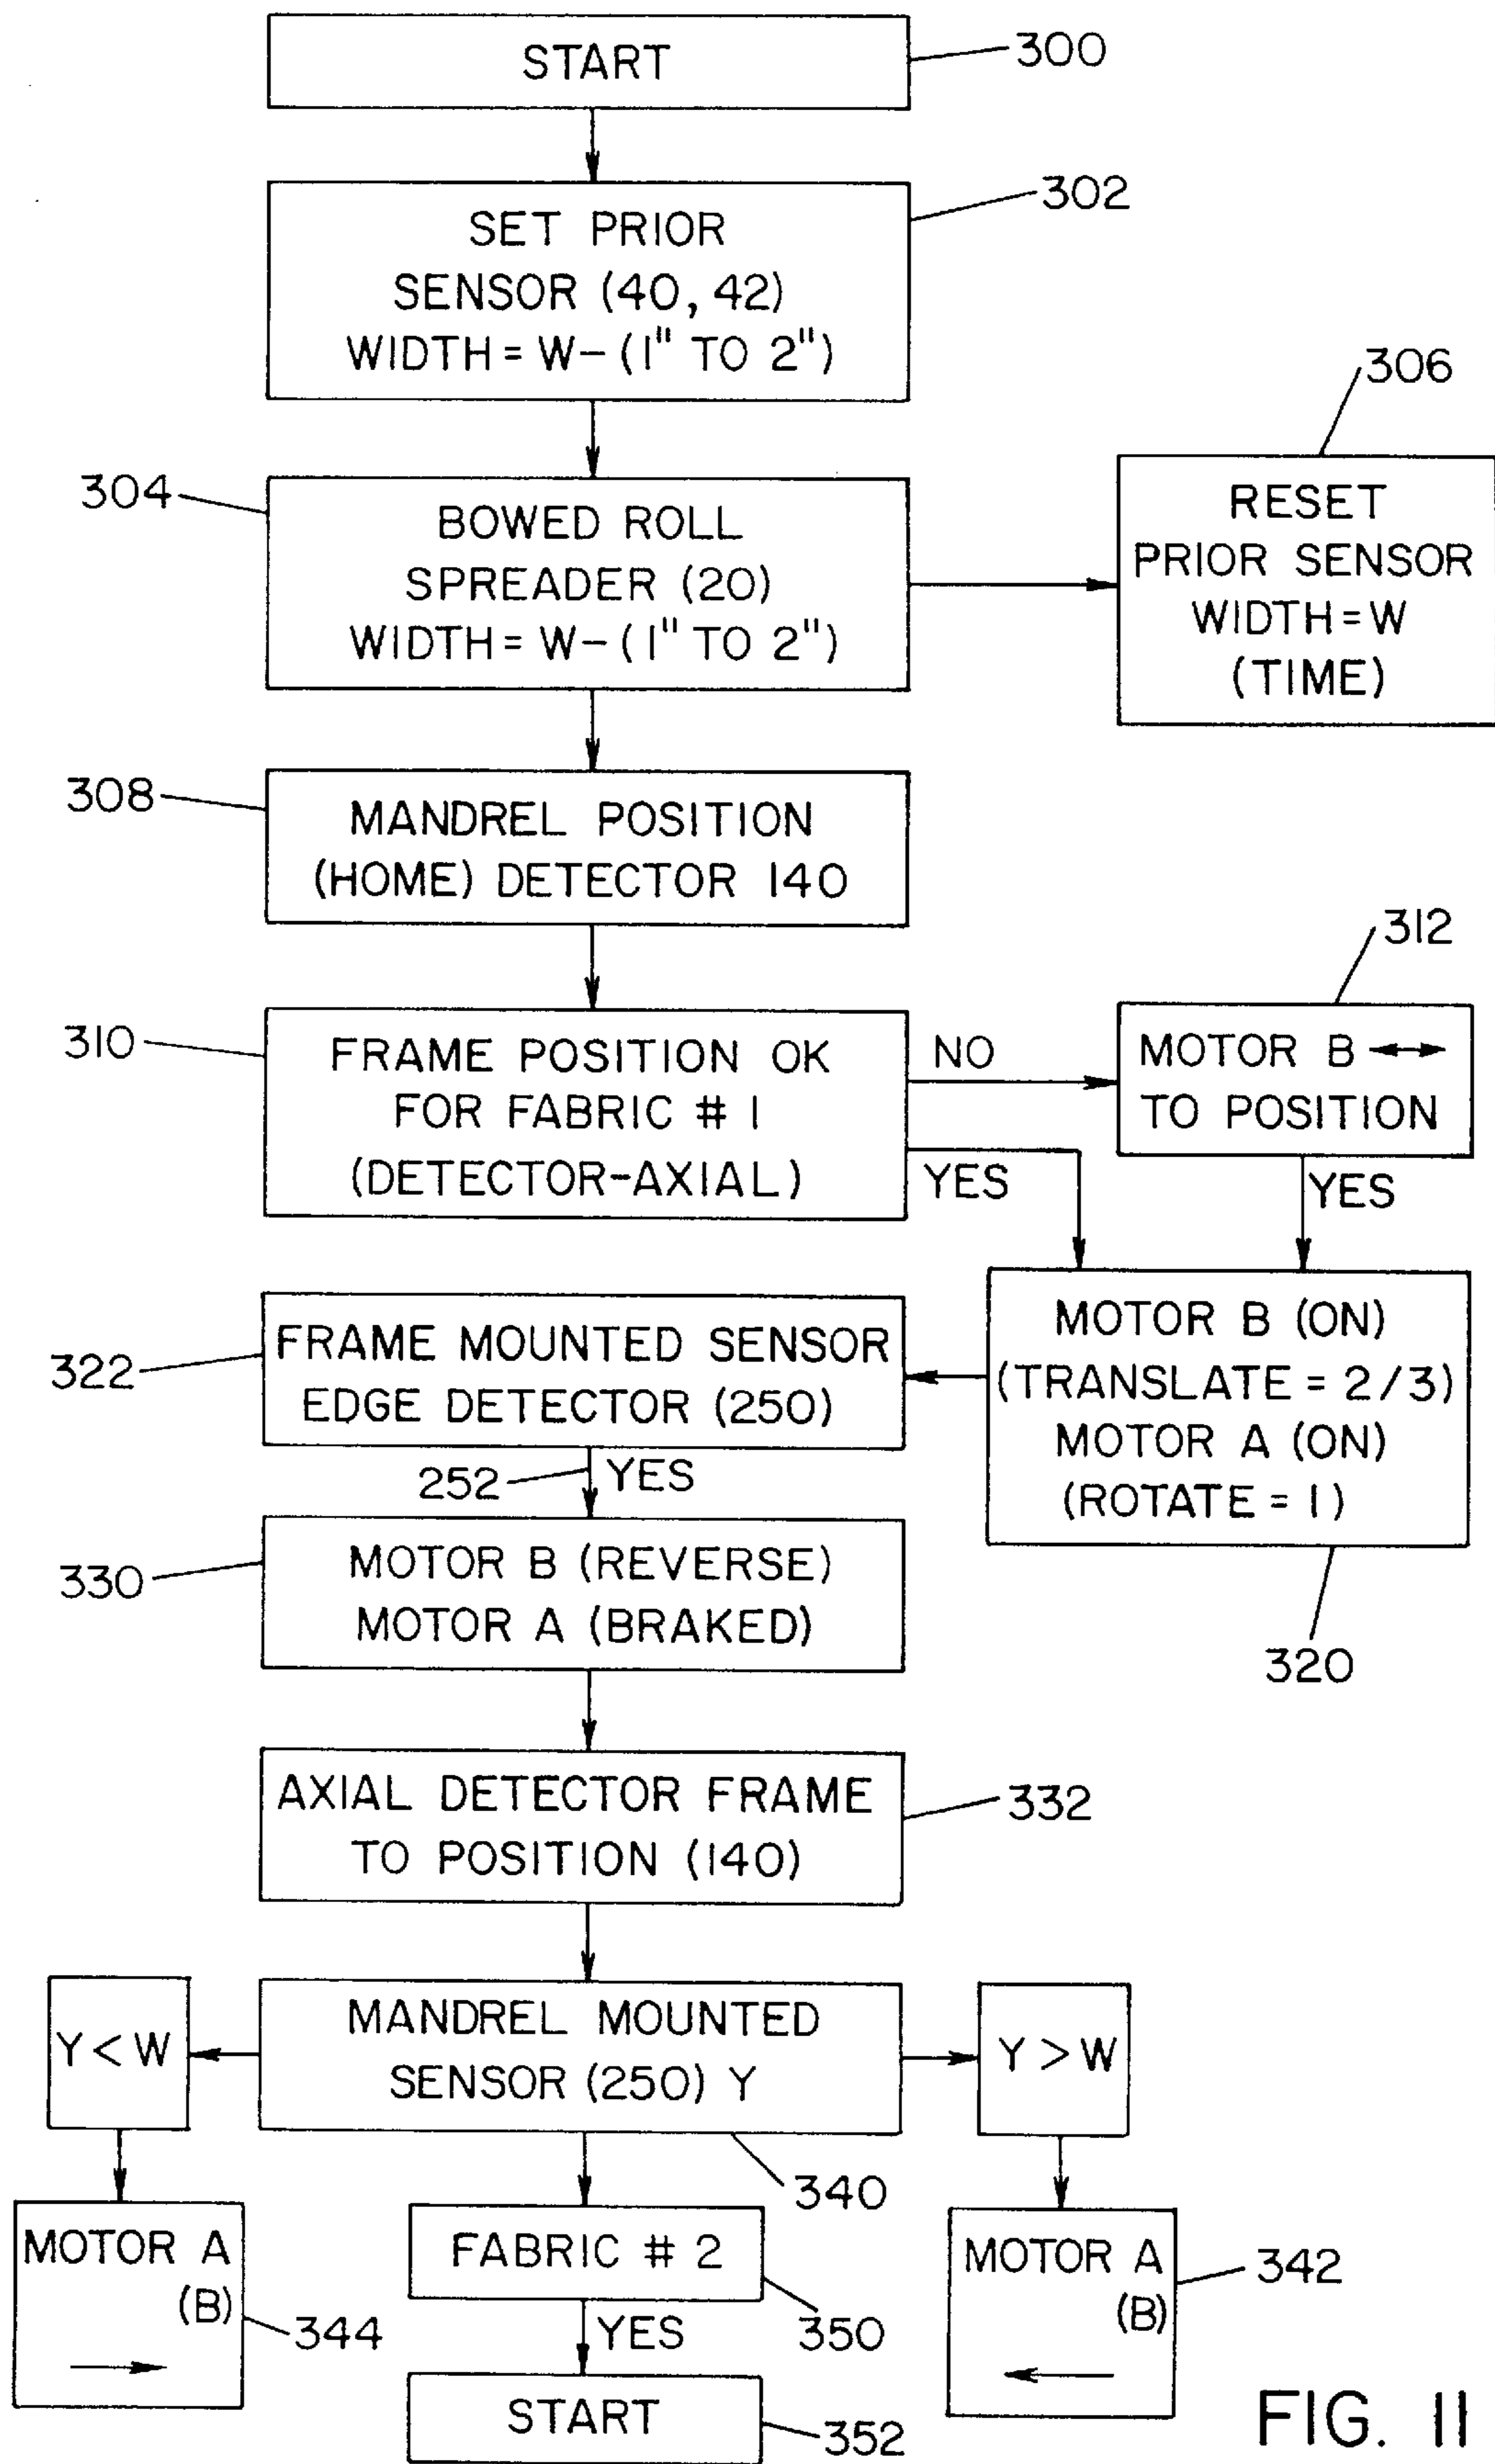 START
300
302
SET PRIOR
SENSOR (40, 42)
WIDTH = W – (1" TO 2")
306
304
BOWED ROLL
SPREADER (20)
WIDTH = W – (1" TO 2")
RESET
PRIOR SENSOR
WIDTH = W
(TIME)
308
MANDREL POSITION
(HOME) DETECTOR 140
312
310
FRAME POSITION OK
FOR FABRIC # 1
(DETECTOR-AXIAL)
NO
YES
MOTOR B ↔
TO POSITION
YES
322
FRAME MOUNTED SENSOR
EDGE DETECTOR (250)
MOTOR B (ON)
(TRANSLATE = 2/3)
MOTOR A (ON)
(ROTATE = 1)
320
252
YES
330
MOTOR B (REVERSE)
MOTOR A (BRAKED)
AXIAL DETECTOR FRAME
TO POSITION (140)
332
Y < W
MANDREL MOUNTED
SENSOR (250) Y
Y > W
340
MOTOR A
(B)
→
344
FABRIC # 2
350
MOTOR A
(B)
←
342
YES
START
352
FIG. 11